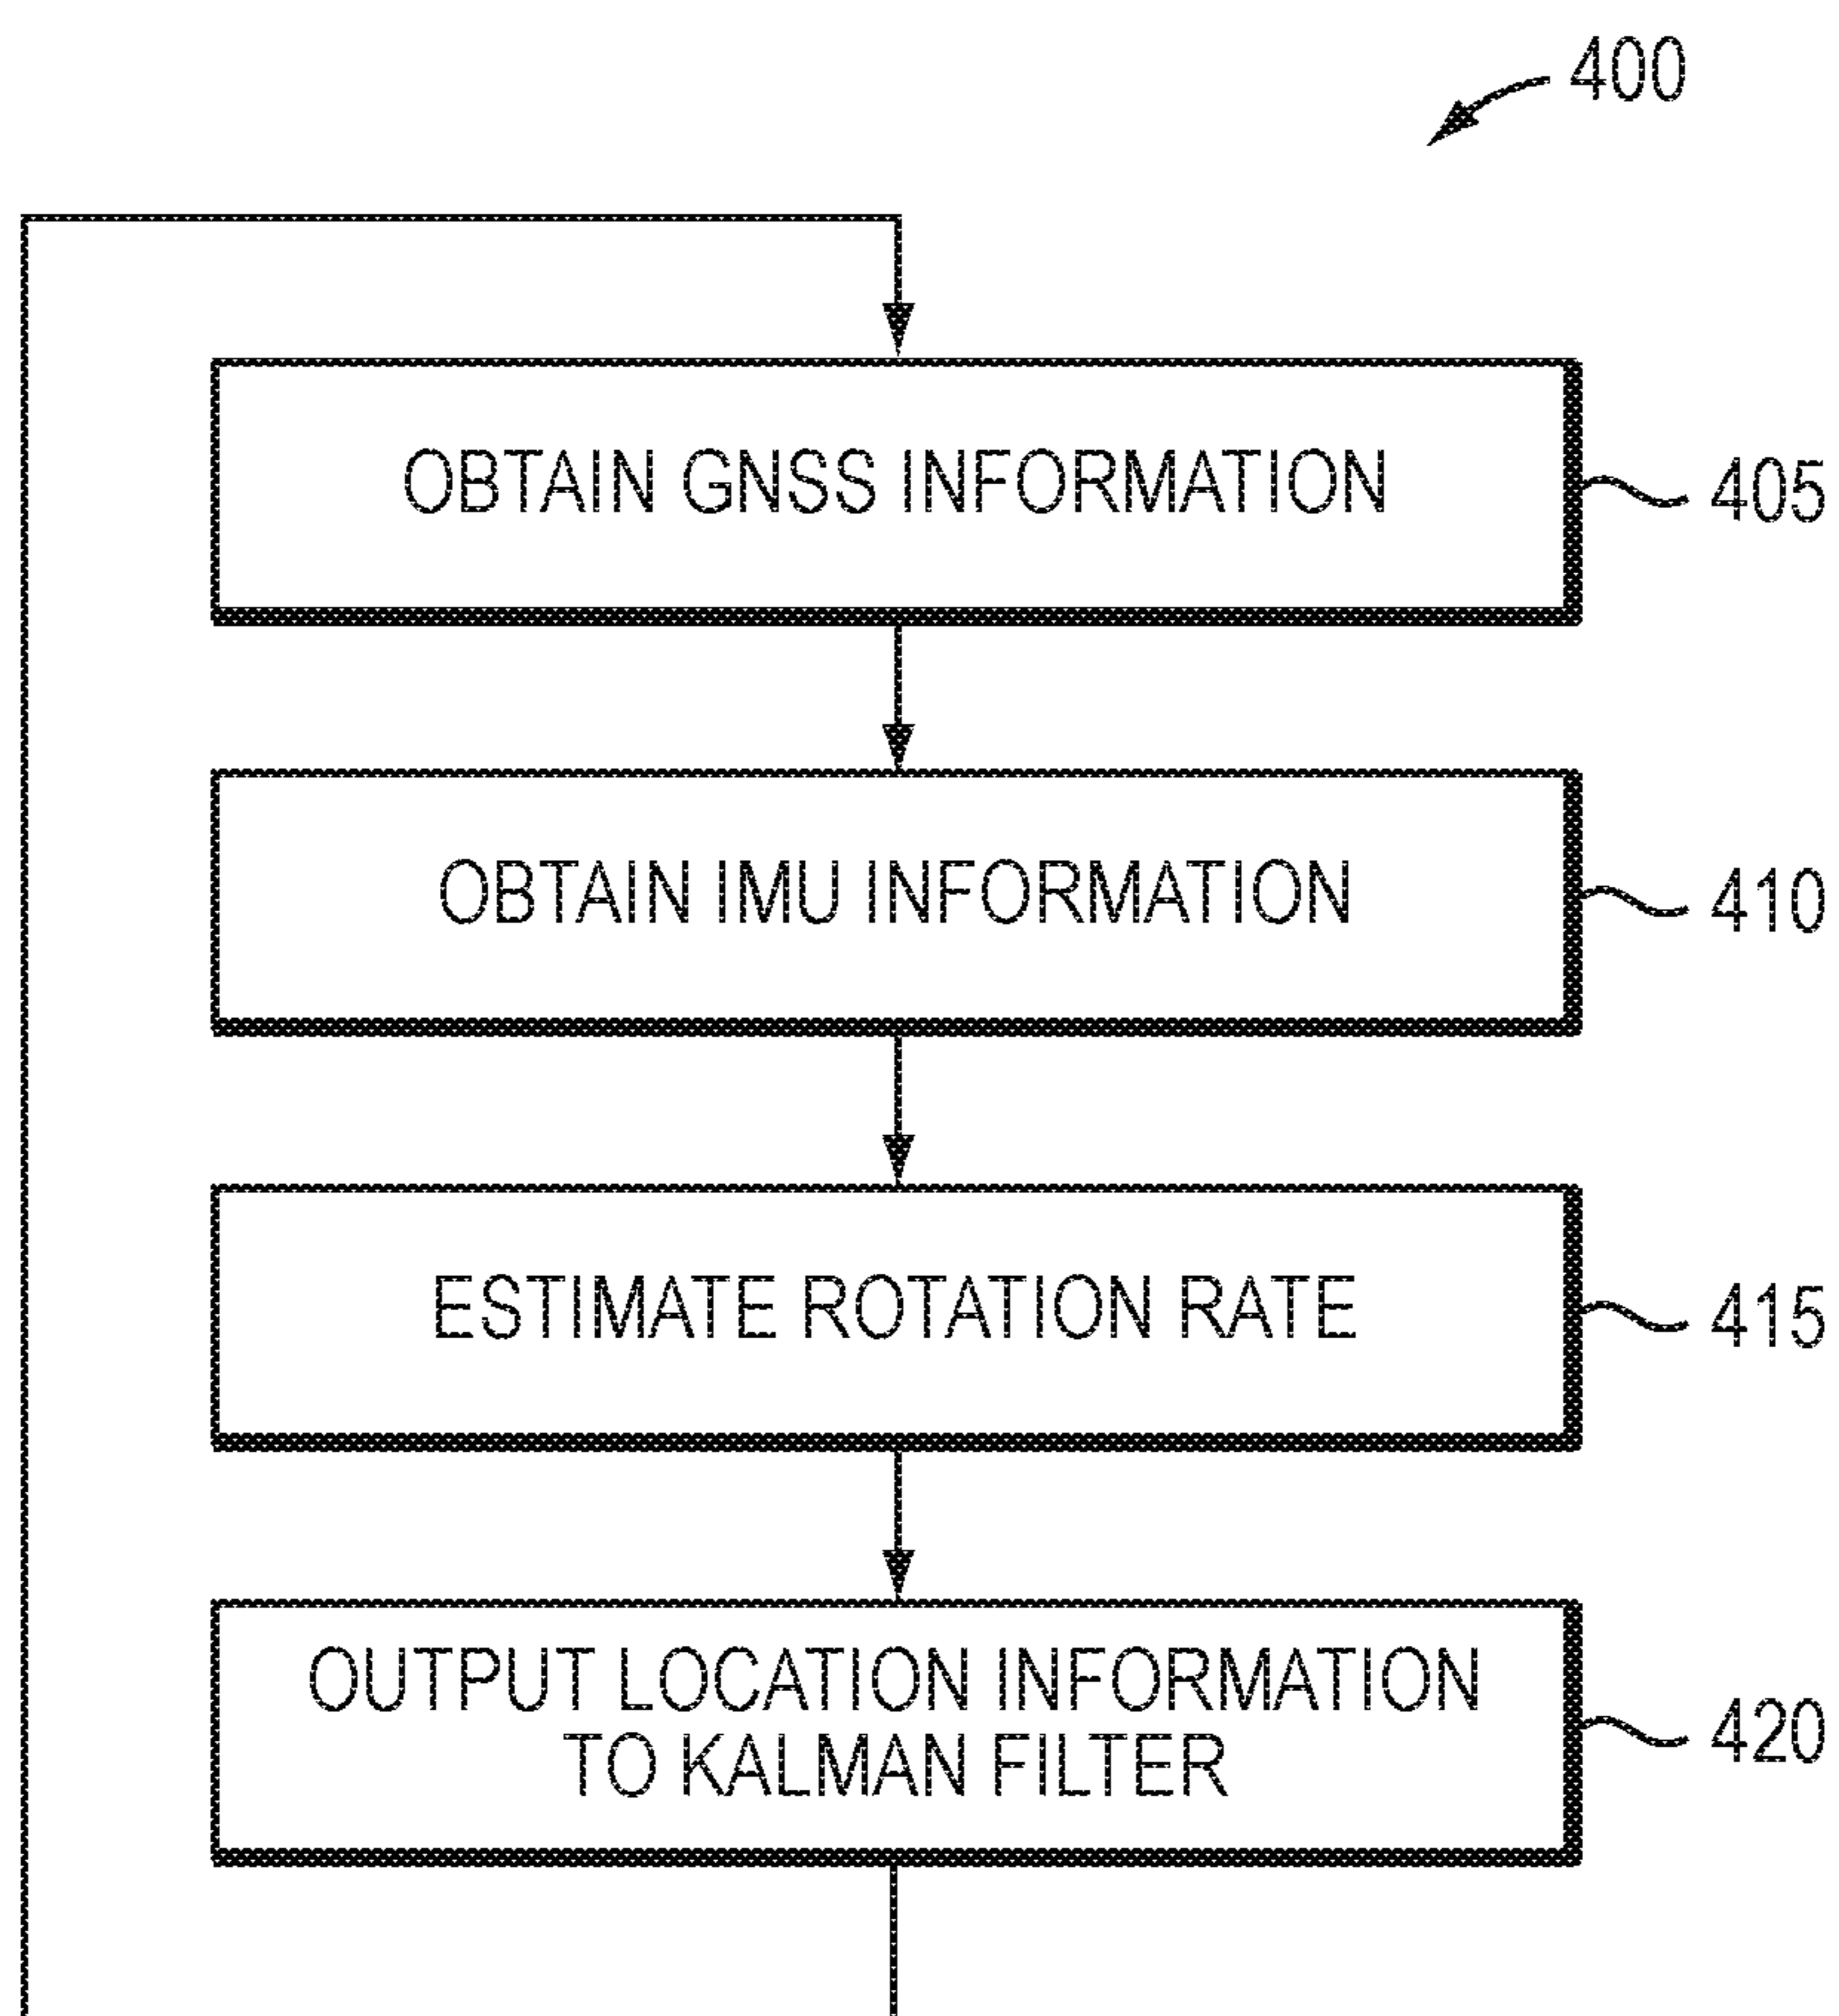 400
OBTAIN GNSS INFORMATION
405
OBTAIN IMU INFORMATION
410
ESTIMATE ROTATION RATE
415
OUTPUT LOCATION INFORMATION
TO KALMAN FILTER
420